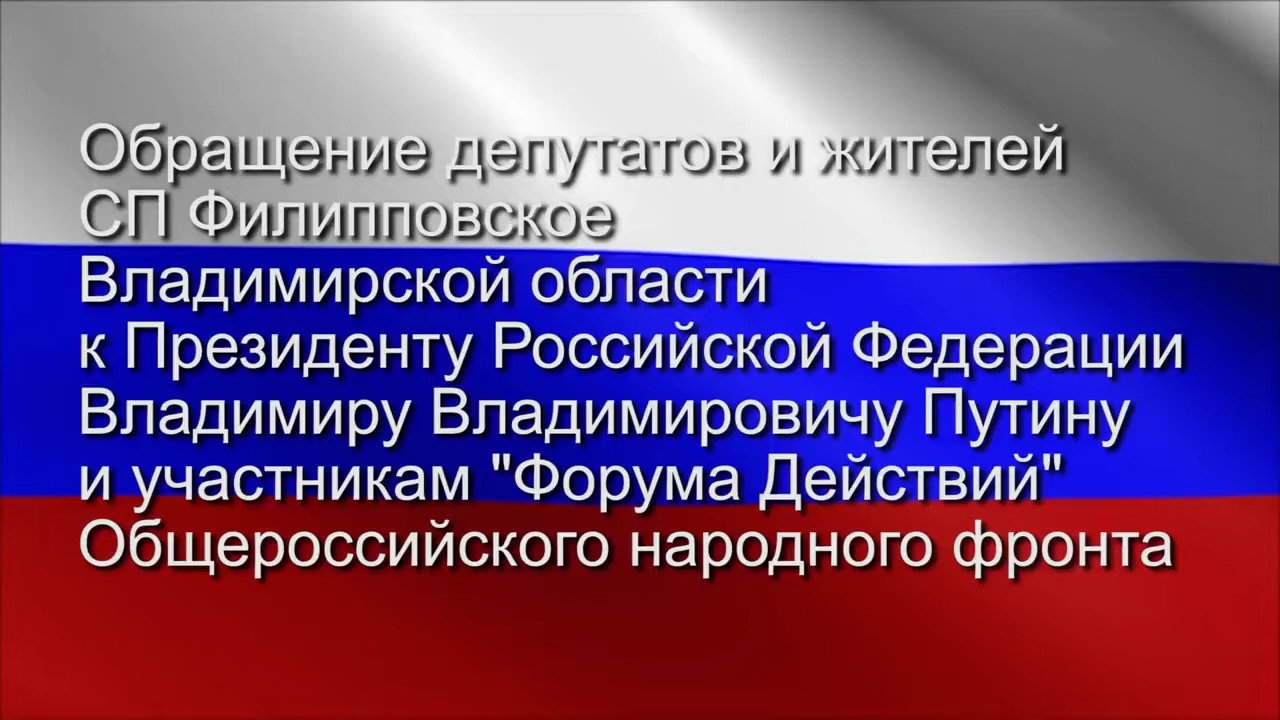 Обращение депутатов и жителей
СП Филипповское
Владимирской области
к Президенту Российской Федерации
Владимиру Владимировичу Путину
и участникам "Форума Действий"
Общероссийского народного фронта